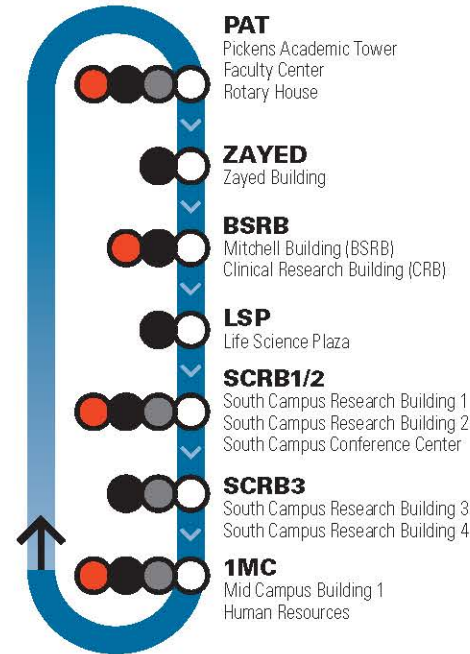 PAT
Pickens Academic Tower
Faculty Center
Rotary House
ZAYED
Zayed Building
BSRB
Mitchell Building (BSRB)
Clinical Research Building (CRB)
LSP
Life Science Plaza
SCRB1/2
South Campus Research Building 1
South Campus Research Building 2
South Campus Conference Center
SCRB3
South Campus Research Building 3
South Campus Research Building 4
1MC
Mid Campus Building 1
Human Resources